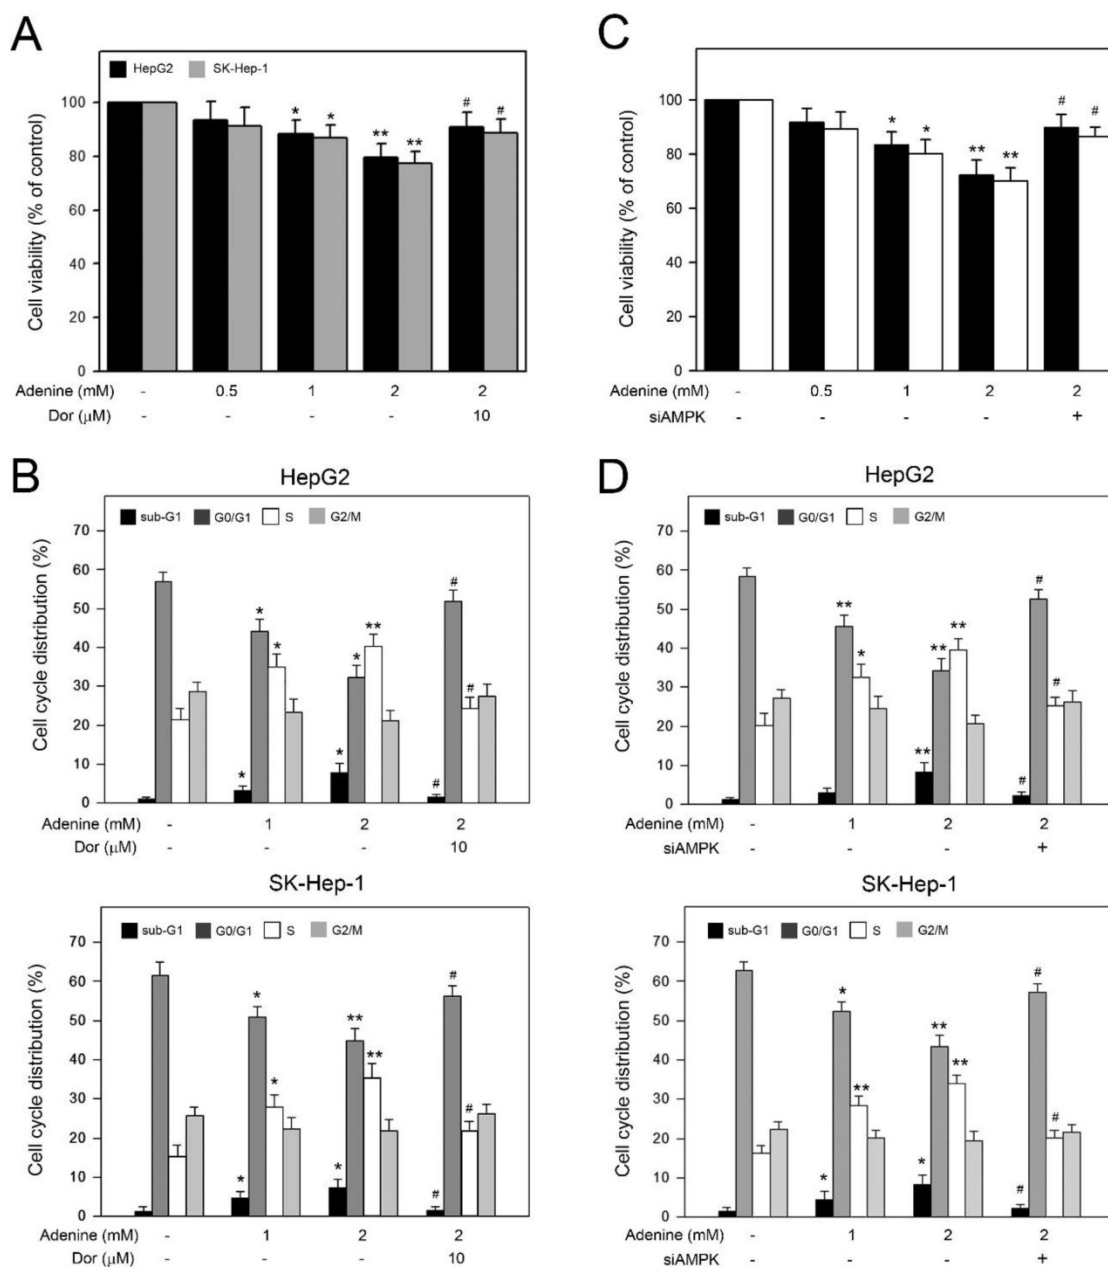 A
HepG2 SK-Hep-1
Cell viability (% of control)
100
80
60
40
20
0
* * ** ** # #
Adenine (mM) - 0.5 1 2 2
Dor (μM) - - - - 10
C
Cell viability (% of control)
100
80
60
40
20
0
* * ** ** # #
Adenine (mM) - 0.5 1 2 2
siAMPK - - - - +
B
HepG2
sub-G1 G0/G1 S G2/M
Cell cycle distribution (%)
70
60
50
40
30
20
10
0
* * * * * ** # # #
Adenine (mM) - 1 2 2
Dor (μM) - - - 10
SK-Hep-1
sub-G1 G0/G1 S G2/M
Cell cycle distribution (%)
70
60
50
40
30
20
10
0
* * * * ** ** # # #
Adenine (mM) - 1 2 2
Dor (μM) - - - 10
D
HepG2
sub-G1 G0/G1 S G2/M
Cell cycle distribution (%)
70
60
50
40
30
20
10
0
** * ** ** ** # # #
Adenine (mM) - 1 2 2
siAMPK - - - +
SK-Hep-1
sub-G1 G0/G1 S G2/M
Cell cycle distribution (%)
70
60
50
40
30
20
10
0
* * ** * ** ** # # #
Adenine (mM) - 1 2 2
siAMPK - - - +